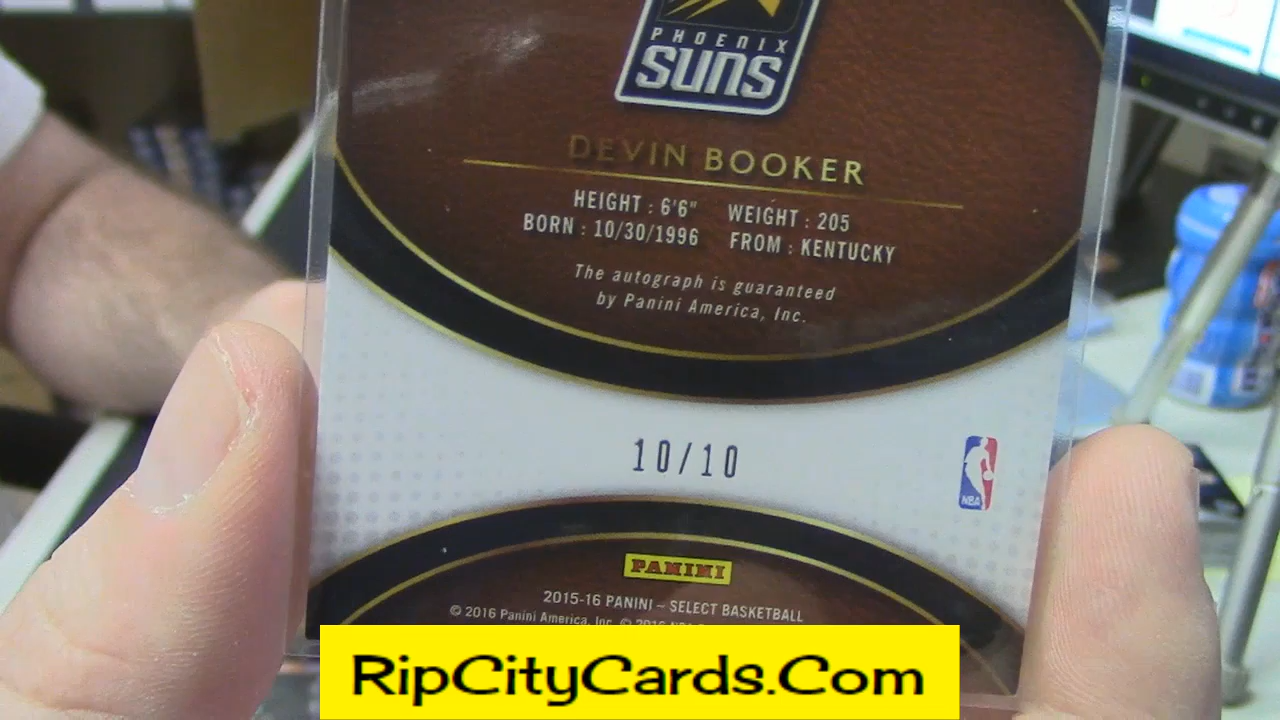 PHOENIX
SUNS
DEVIN BOOKER
HEIGHT : 6'6" WEIGHT : 205
BORN : 10/30/1996 FROM : KENTUCKY
The autograph is guaranteed
by Panini America, Inc.
10/10
NBA
PANINI
2015-16 PANINI – SELECT BASKETBALL
© 2016 Panini America, Inc. © 2016
RipCityCards.Com